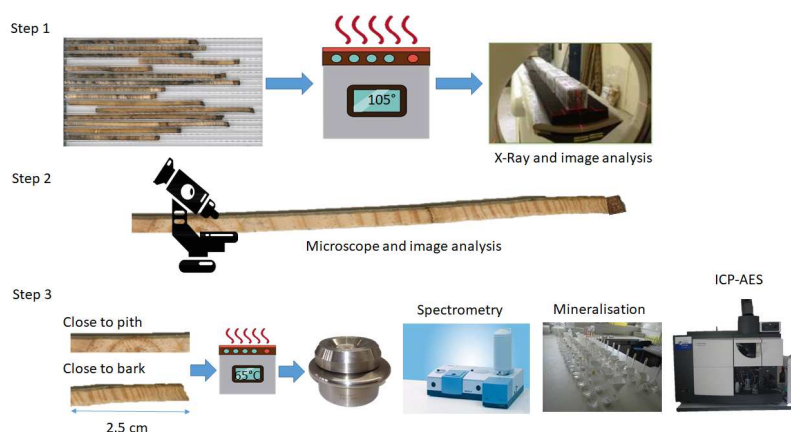 Step 1
105°
X-Ray and image analysis
Step 2
Microscope and image analysis
Step 3
ICP-AES
Close to pith
Spectrometry
Mineralisation
65°C
Close to bark
2.5 cm